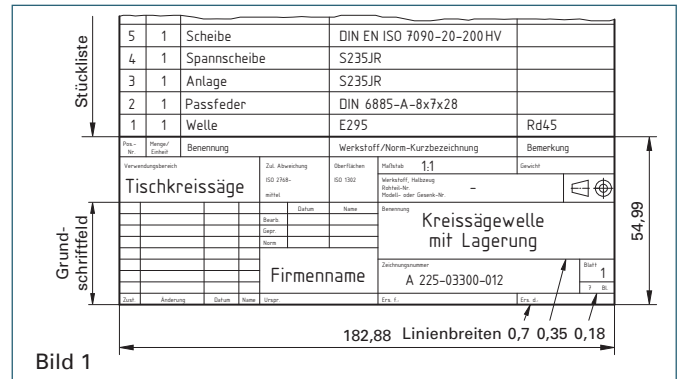 Stückliste
5 1 Scheibe DIN EN ISO 7090-20-200 HV
4 1 Spannscheibe S235JR
3 1 Anlage S235JR
2 1 Passfeder DIN 6885-A-8x7x28
1 1 Welle E295 Rd45
Pos.-Nr. Menge/Einheit Benennung Werkstoff/Norm-Kurzbezeichnung Bemerkung
Verwendungsbereich Zul. Abweichung Oberflächen Maßstab 1:1 Gewicht
Tischkreissäge ISO 2768- ISO 1302 Werkstoff, Halbzeug
mittel Rohteil-Nr. -
Modell- oder Gesenk-Nr.
Grund-
schriftfeld
Datum Name Benennung
Bearb. Kreissägewelle
Gepr. mit Lagerung
Norm
Firmenname Zeichnungsnummer Blatt
A 225-03300-012 1
? Bl.
Zust. Änderung Datum Name Urspr. Ers. f. Ers. d.
54,99
182,88 Linienbreiten 0,7 0,35 0,18
Bild 1